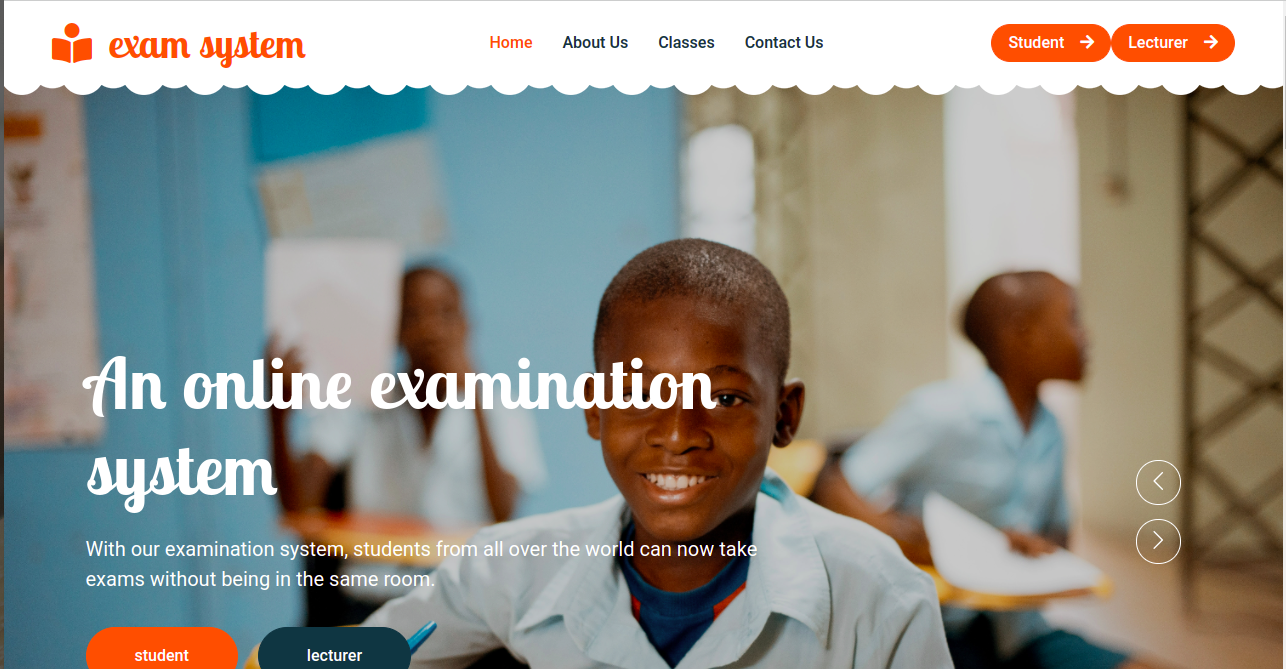 exam system
Home About Us Classes Contact Us
Student Lecturer
An online examination
system
With our examination system, students from all over the world can now take
exams without being in the same room.
student lecturer